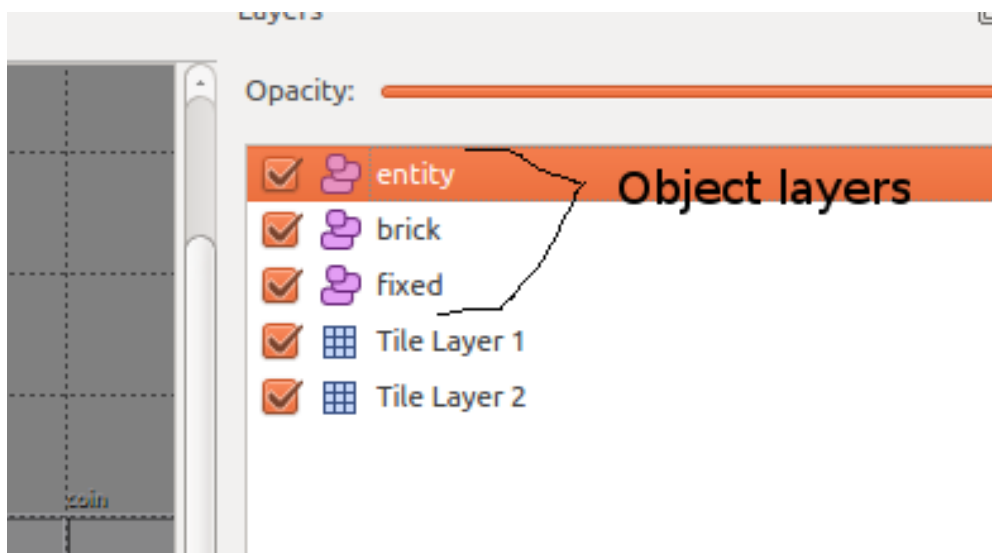 Layers
Opacity:
entity
Object layers
brick
fixed
Tile Layer 1
Tile Layer 2
coin